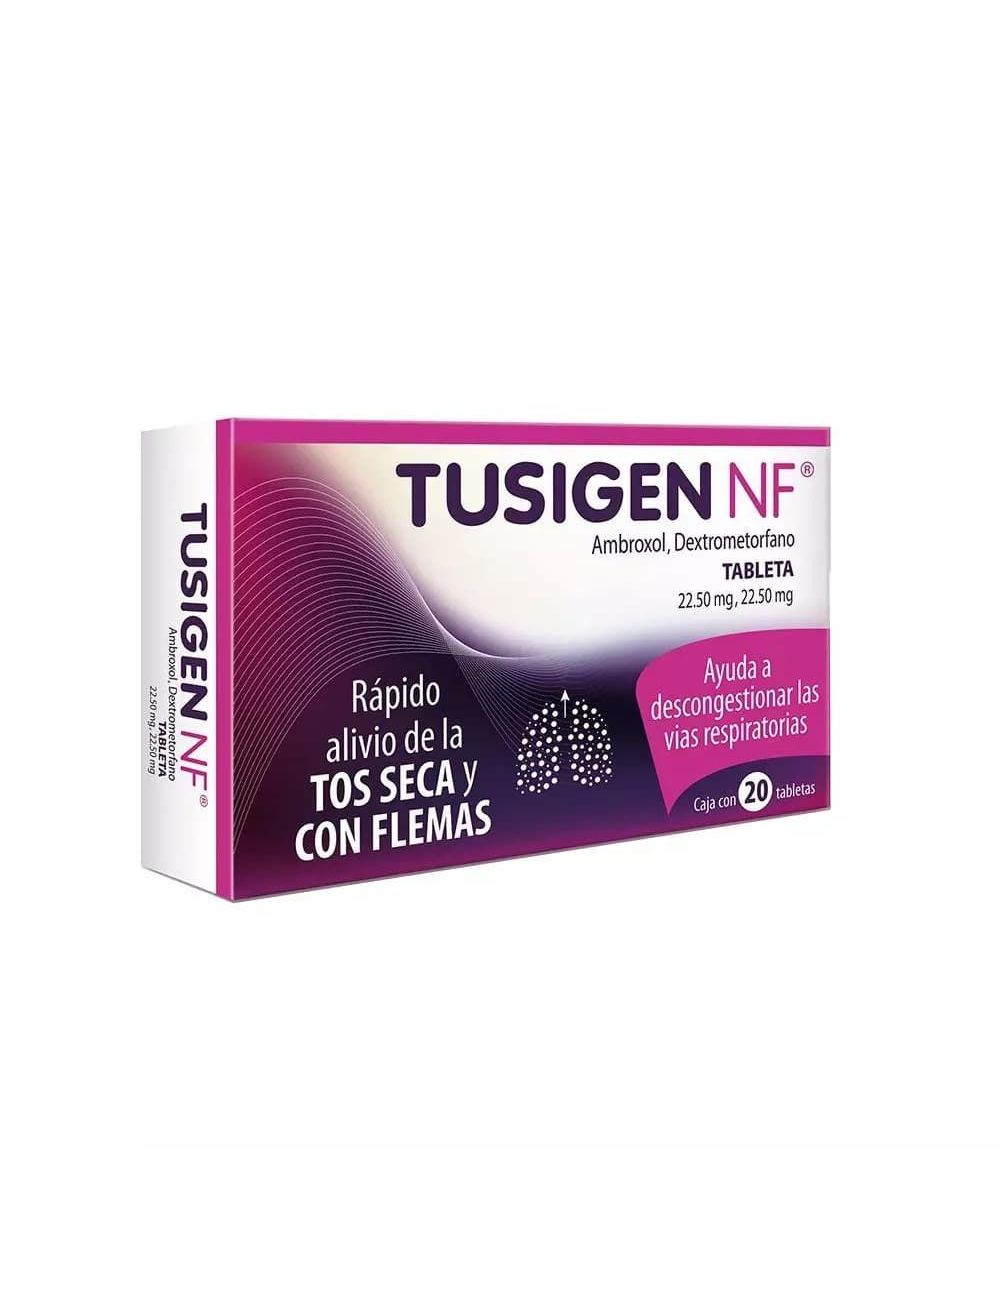 TUSIGEN NF®
Ambroxol, Dextrometorfano
TABLETA
22.50 mg, 22.50 mg
Rápido
alivio de la
TOS SECA y
CON FLEMAS
Ayuda a
descongestionar las
vias respiratorias
Caja con 20 tabletas
TUSIGEN NF®
Ambroxol, Dextrometorfano
TABLETA
22.50 mg, 22.50 mg